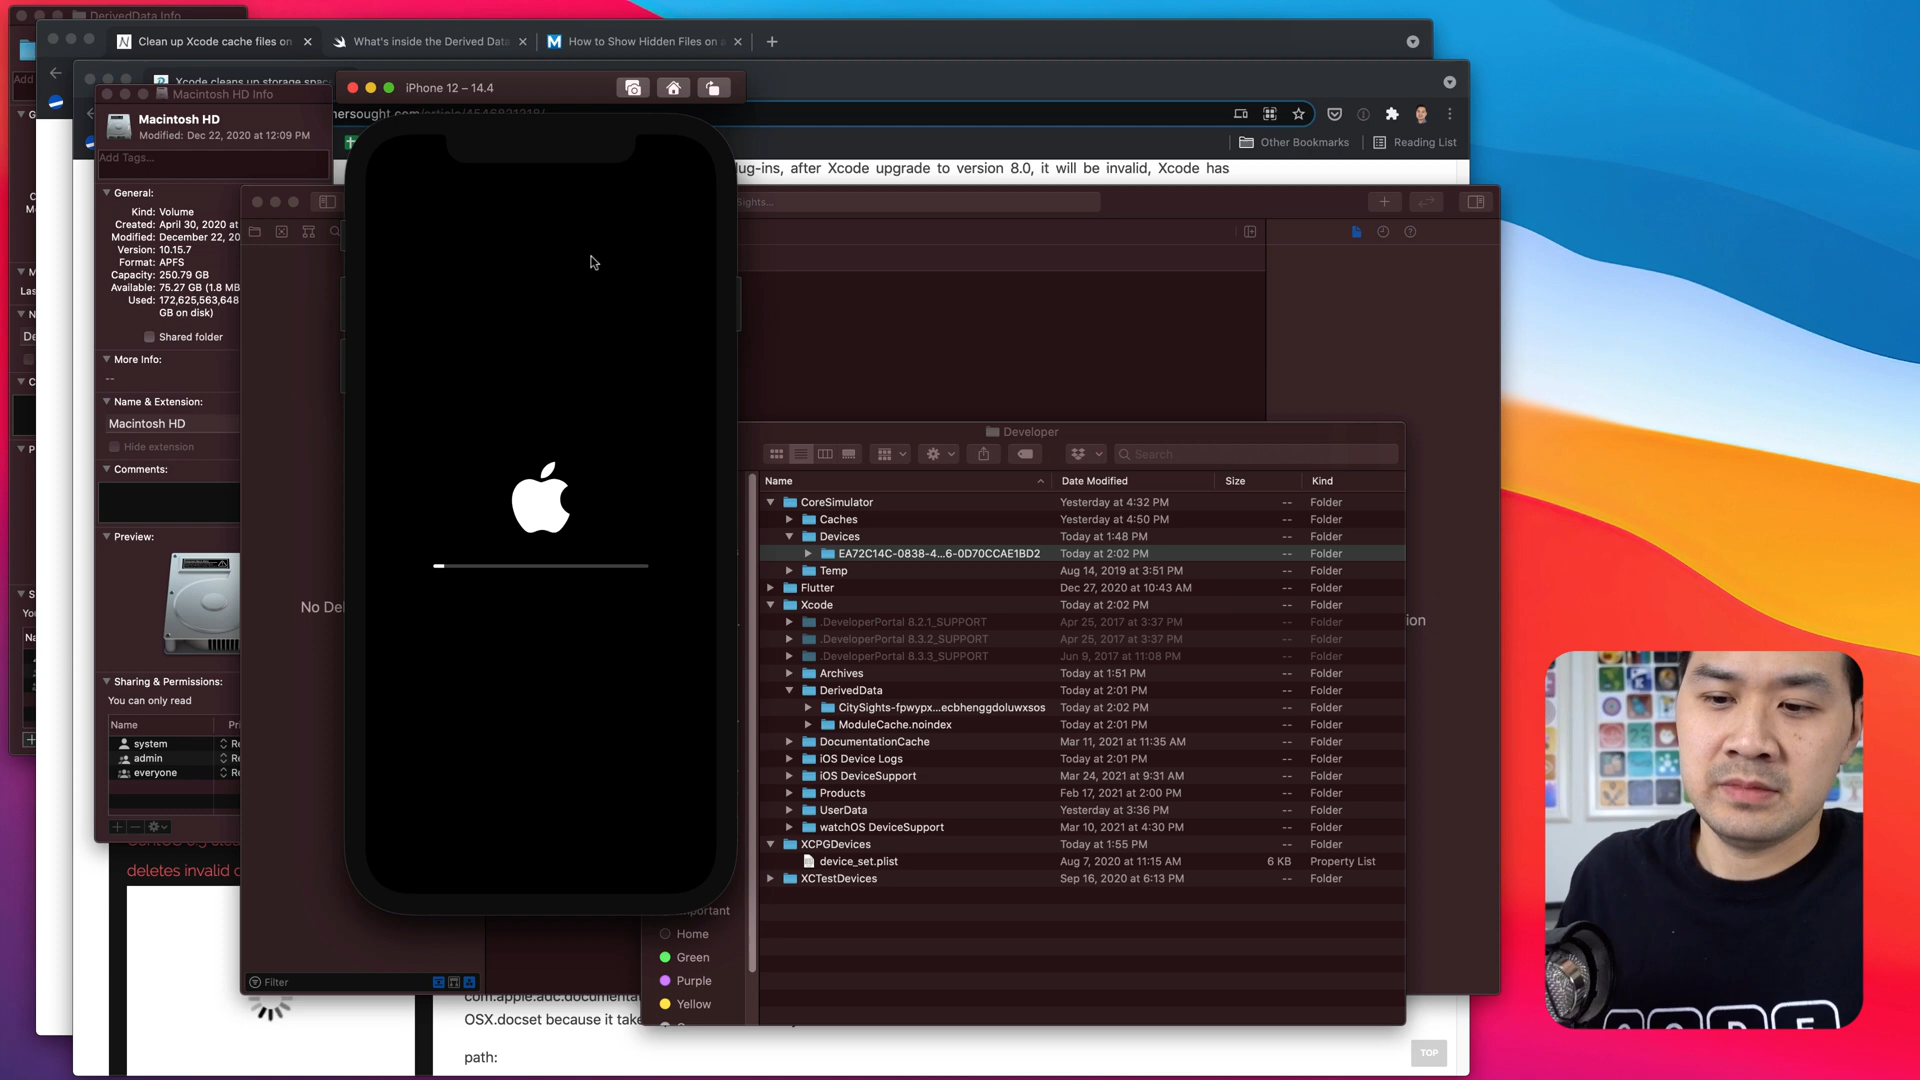 DerivedData Info
Clean up Xcode cache files on
What's inside the Derived Data
How to Show Hidden Files on a
Xcode cleans up storage space
iPhone 12 – 14.4
Macintosh HD Info
Macintosh HD
Modified: Dec 22, 2020 at 12:09 PM
Add Tags...
Other Bookmarks
Reading List
lug-ins, after Xcode upgrade to version 8.0, it will be invalid, Xcode has
General:
Kind: Volume
Created: April 30, 2020 at
Modified: December 22, 20
Version: 10.15.7
Format: APFS
Capacity: 250.79 GB
Available: 75.27 GB (1.8 MB
Used: 172,625,563,648
GB on disk)
Shared folder
More Info:
--
Name & Extension:
Macintosh HD
Hide extension
Comments:
Preview:
Sharing & Permissions:
You can only read
Name
system
admin
everyone
deletes invalid
No De
Filter
Developer
Search
Name
Date Modified
Size
Kind
CoreSimulator Yesterday at 4:32 PM -- Folder
Caches Yesterday at 4:50 PM -- Folder
Devices Today at 1:48 PM -- Folder
EA72C14C-0838-4...6-0D70CCAE1BD2 Today at 2:02 PM -- Folder
Temp Aug 14, 2019 at 3:51 PM -- Folder
Flutter Dec 27, 2020 at 10:43 AM -- Folder
Xcode Today at 2:02 PM -- Folder
.DeveloperPortal 8.2.1_SUPPORT Apr 25, 2017 at 3:37 PM -- Folder
.DeveloperPortal 8.3.2_SUPPORT Apr 25, 2017 at 3:37 PM -- Folder
.DeveloperPortal 8.3.3_SUPPORT Jun 9, 2017 at 11:08 PM -- Folder
Archives Today at 1:51 PM -- Folder
DerivedData Today at 2:01 PM -- Folder
CitySights-fpwypx...ecbhenggdoluwxsos Today at 2:02 PM -- Folder
ModuleCache.noindex Today at 2:01 PM -- Folder
DocumentationCache Mar 11, 2021 at 11:35 AM -- Folder
iOS Device Logs Today at 2:01 PM -- Folder
iOS DeviceSupport Mar 24, 2021 at 9:31 AM -- Folder
Products Feb 17, 2021 at 2:00 PM -- Folder
UserData Yesterday at 3:36 PM -- Folder
watchOS DeviceSupport Mar 10, 2021 at 4:30 PM -- Folder
XCPGDevices Today at 1:55 PM -- Folder
device_set.plist Aug 7, 2020 at 11:15 AM 6 KB Property List
XCTestDevices Sep 16, 2020 at 6:13 PM -- Folder
Home
Green
Purple
Yellow
OSX.docset because it take
path:
TOP